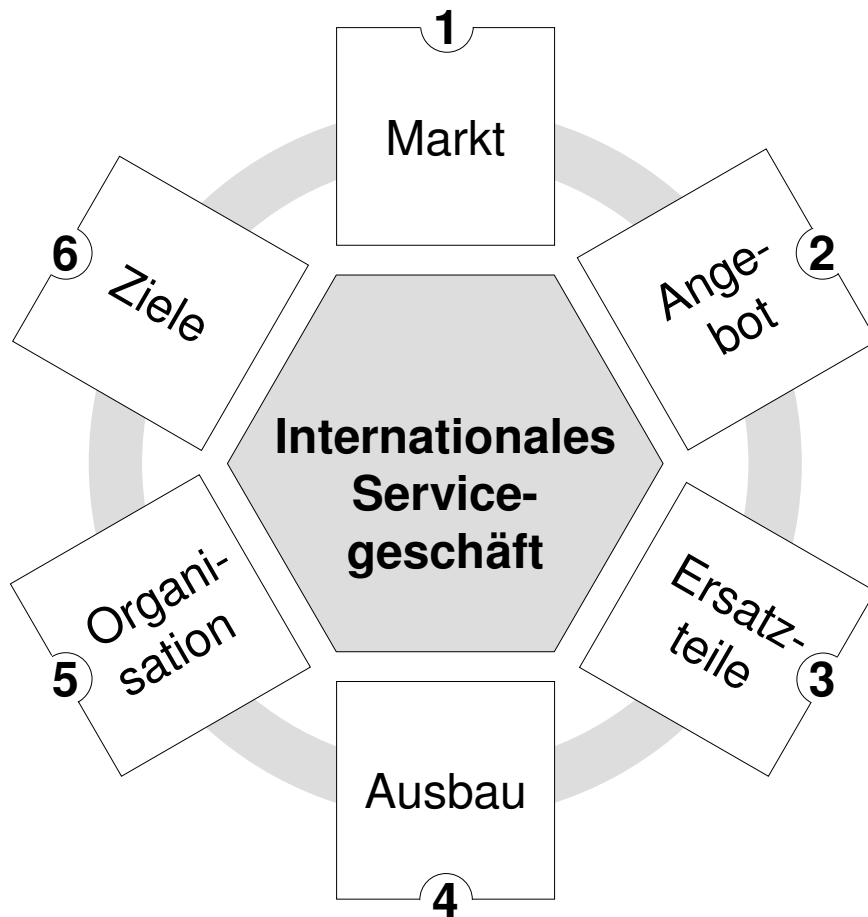 1
Markt
2
Ange-
bot
3
Ersatz-
teile
4
Ausbau
5
Organi-
sation
6
Ziele
Internationales
Service-
geschäft